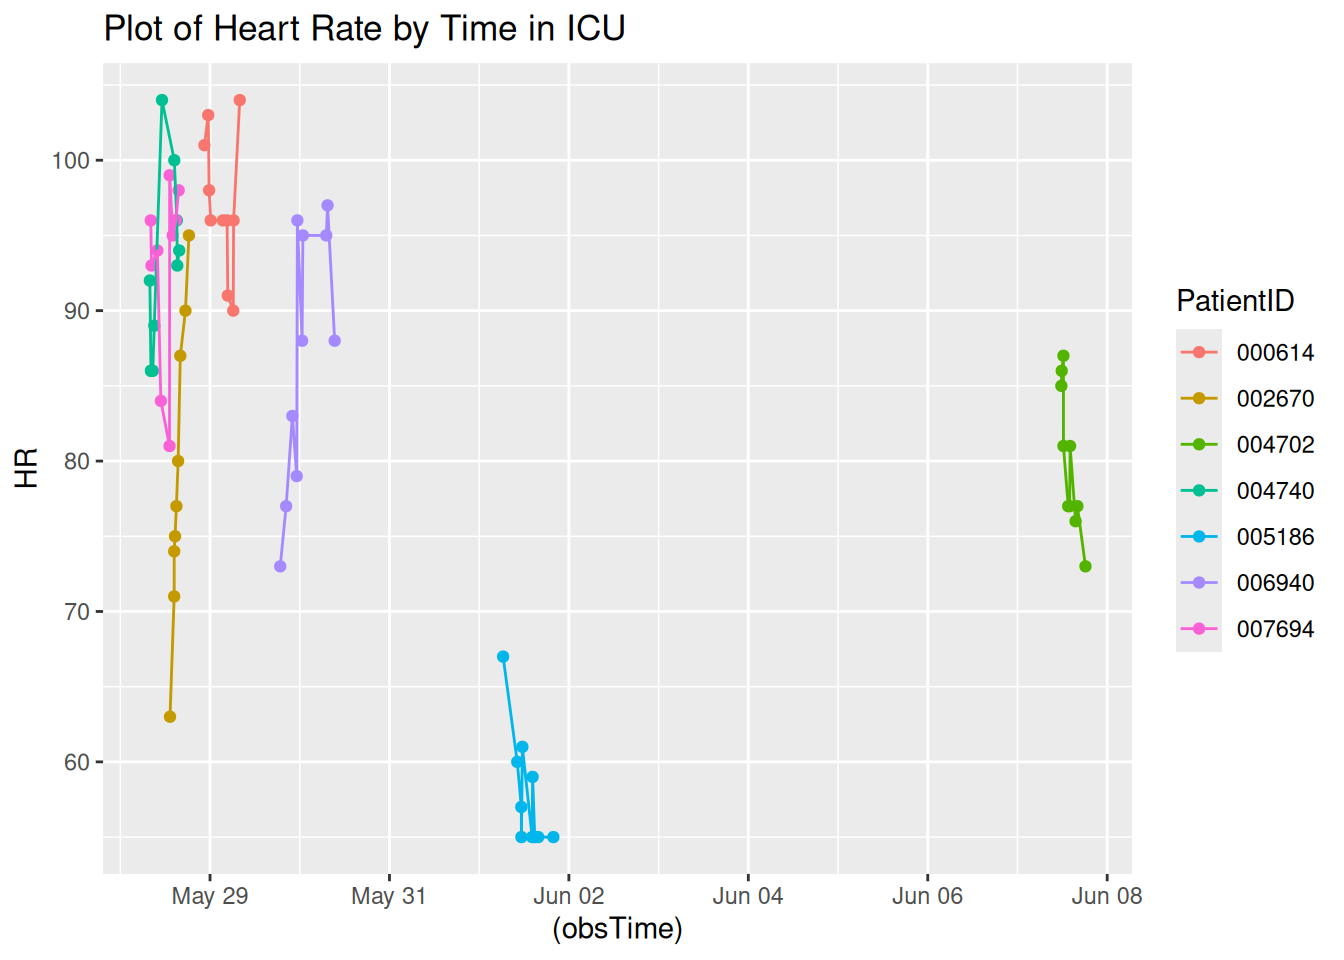 Plot of Heart Rate by Time in ICU
HR
100
90
80
70
60
May 29
May 31
Jun 02
Jun 04
Jun 06
Jun 08
(obsTime)
PatientID
000614
002670
004702
004740
005186
006940
007694